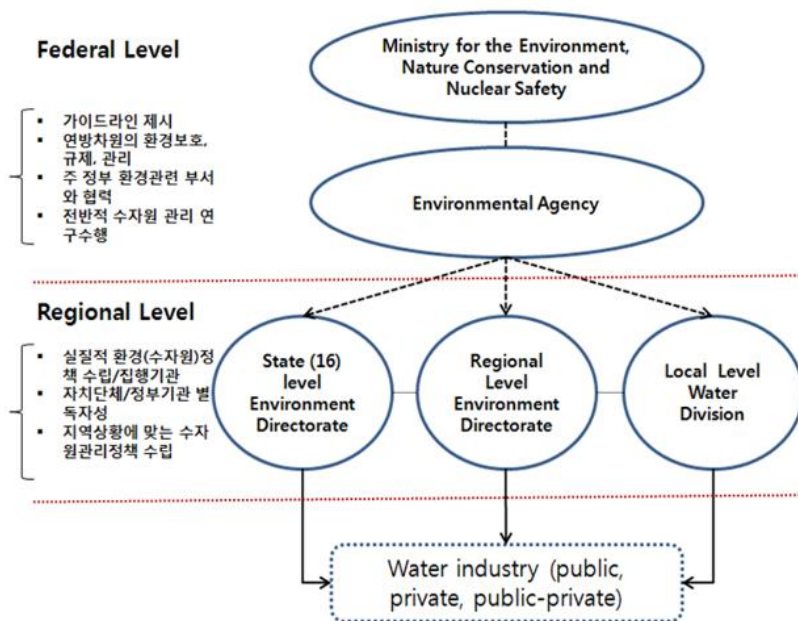 Federal Level
Ministry for the Environment,
Nature Conservation and
Nuclear Safety
▪ 가이드라인 제시
▪ 연방차원의 환경보호,
규제, 관리
▪ 주 정부 환경관련 부서
와 협력
▪ 전반적 수자원 관리 연
구수행
Environmental Agency
Regional Level
▪ 실질적 환경(수자원)정
책 수립/집행기관
▪ 자치단체/정부기관 별
독자성
▪ 지역상황에 맞는 수자
원관리정책 수립
State (16)
level
Environment
Directorate
Regional
Level
Environment
Directorate
Local Level
Water
Division
Water industry (public,
private, public-private)